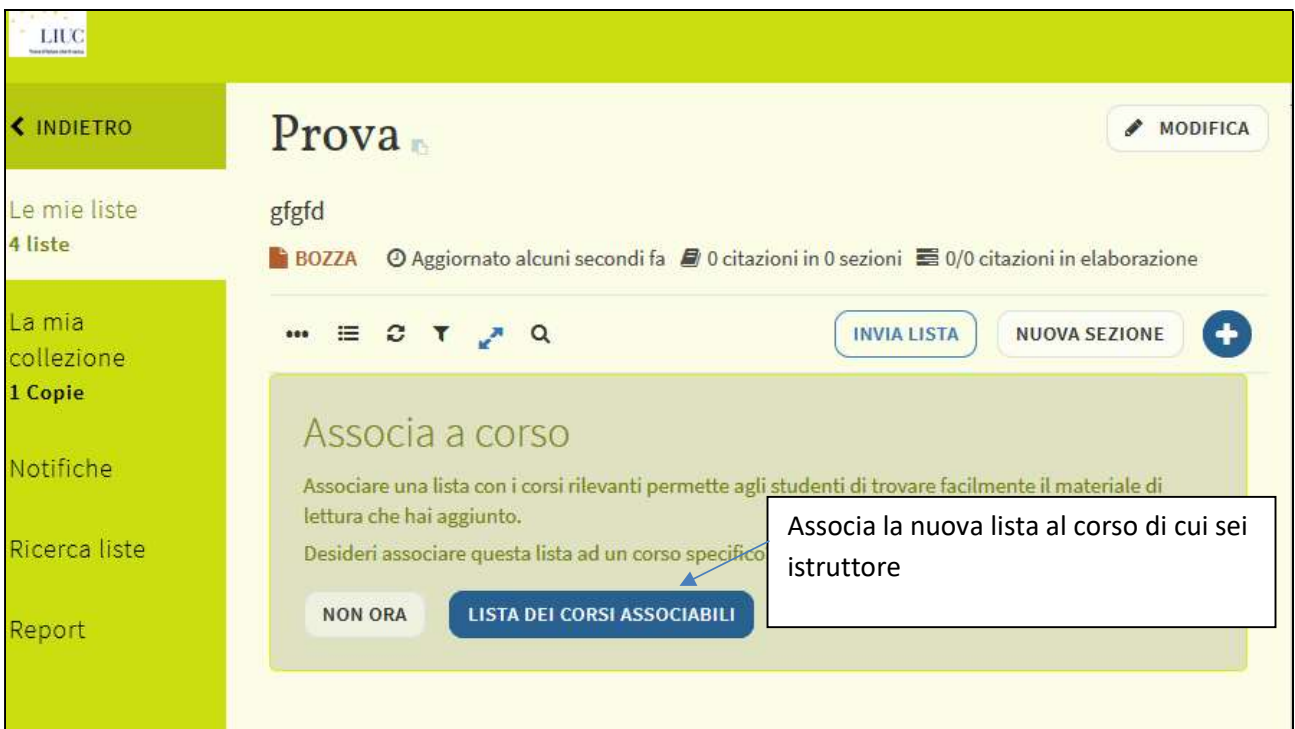 LIUC
INDIETRO
Le mie liste
4 liste
La mia
collezione
1 Copie
Notifiche
Ricerca liste
Report
Prova
MODIFICA
gfgfd
BOZZA Aggiornato alcuni secondi fa 0 citazioni in 0 sezioni 0/0 citazioni in elaborazione
INVIA LISTA NUOVA SEZIONE
Associa a corso
Associare una lista con i corsi rilevanti permette agli studenti di trovare facilmente il materiale di
lettura che hai aggiunto.
Desideri associare questa lista ad un corso specifico
NON ORA LISTA DEI CORSI ASSOCIABILI
Associa la nuova lista al corso di cui sei
istruttore